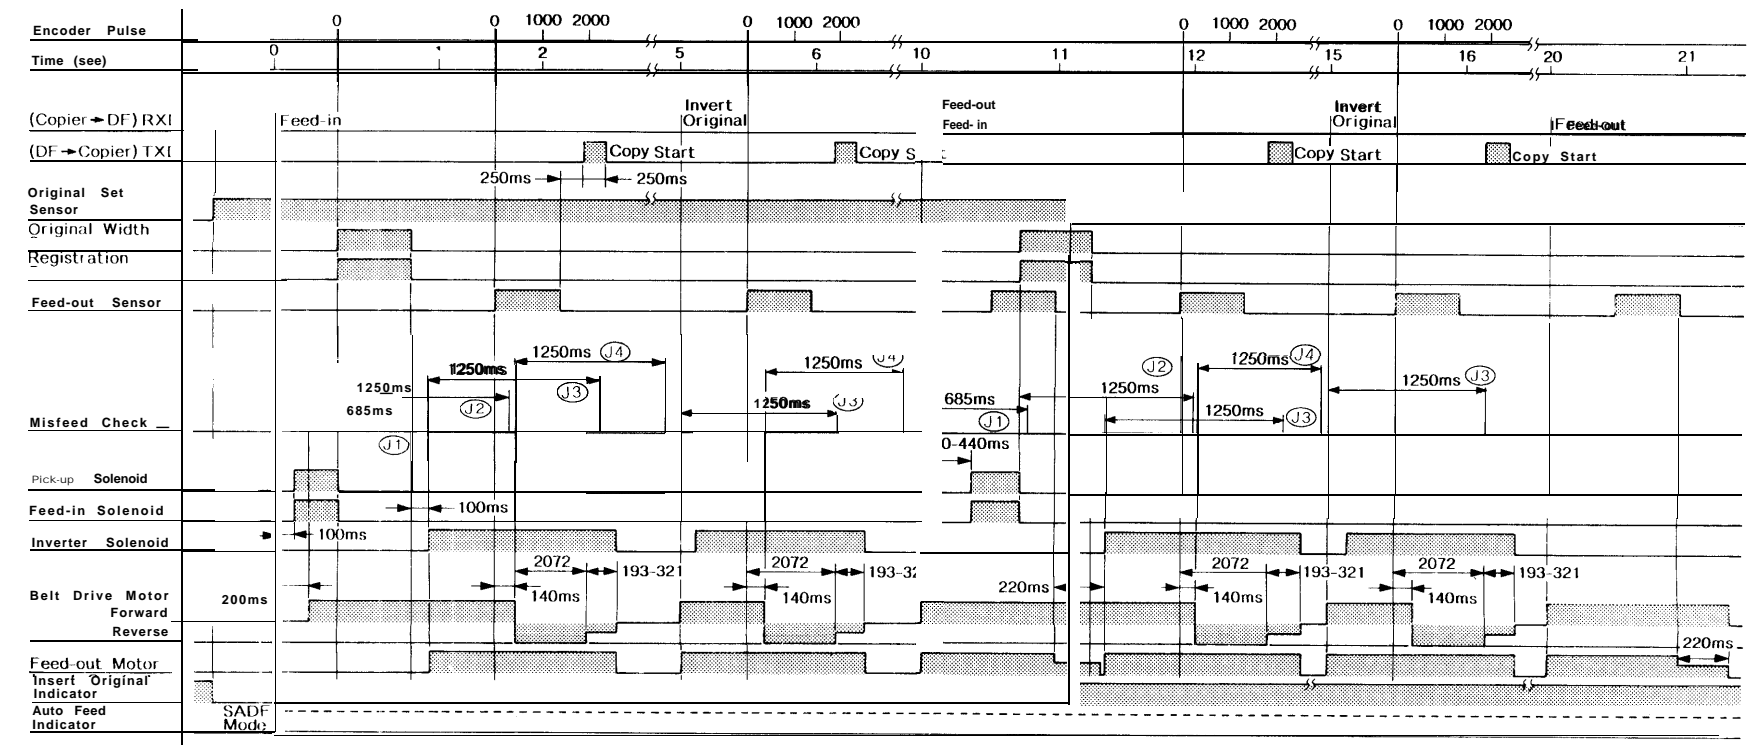 Encoder Pulse 0 0 1000 2000 0 1000 2000 0 1000 2000 0 1000 2000
Time (see) 0 1 2 5 6 10 11 12 15 16 20 21
(Copier→DF) RXI Feed-in Invert Original Feed-out Feed-in Invert Original Feed-out
(DF→Copier) TXI Copy Start Copy S Copy Start Copy Start
250ms 250ms
Original Set
Sensor
Original Width
Registration
Feed-out Sensor
1250ms J4 1250ms J4 J2 1250ms J4
1250ms 1250ms J3 1250ms 1250ms J3
685ms J2 1250ms J3 685ms J1 1250ms J3
Misfeed Check
J1 0-440ms
Pick-up Solenoid
Feed-in Solenoid 100ms
100ms
Inverter Solenoid
2072 193-321 2072 193-32 2072 193-321 2072 193-321
Belt Drive Motor 200ms 140ms 140ms 220ms 140ms 140ms
Forward
Reverse
220ms
Feed-out Motor
Insert Original
Indicator
Auto Feed SADF
Indicator Mode